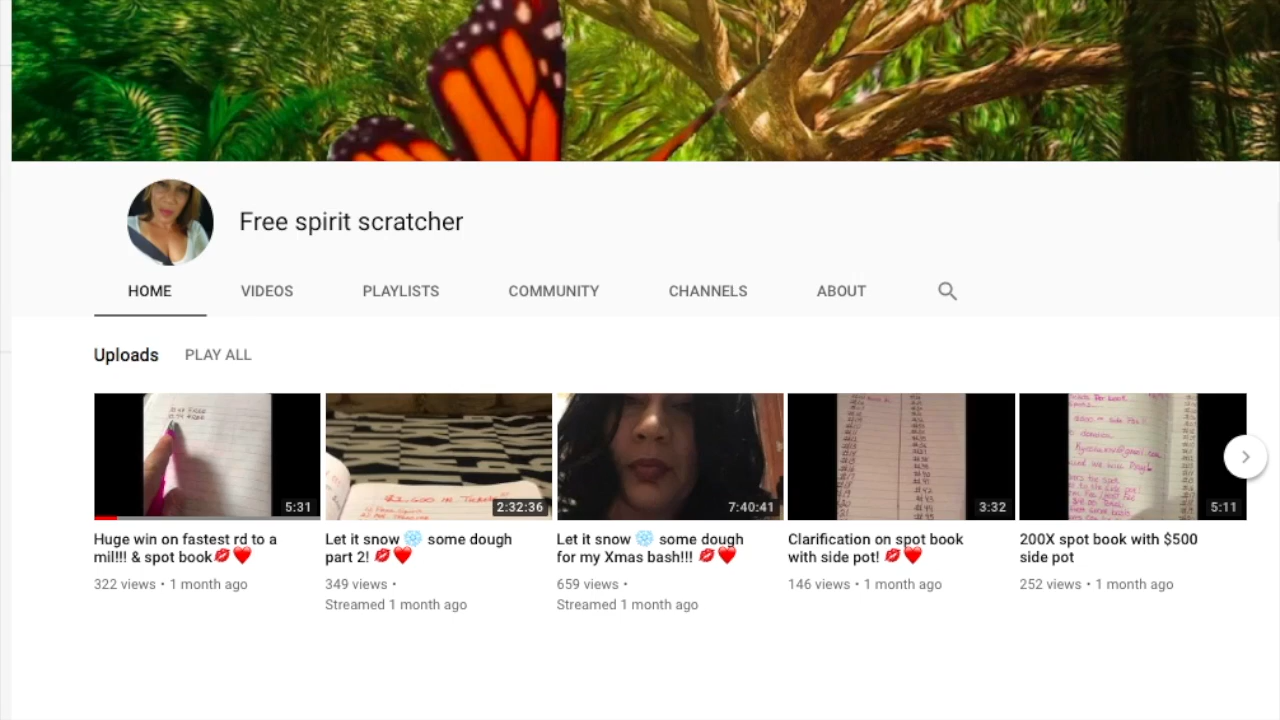 Free spirit scratcher
HOME VIDEOS PLAYLISTS COMMUNITY CHANNELS ABOUT
Uploads PLAY ALL
5:31 2:32:36 7:40:41 3:32 5:11
Huge win on fastest rd to a
mil!!! & spot book💋❤️
322 views • 1 month ago
Let it snow ❄️ some dough
part 2! 💋❤️
349 views •
Streamed 1 month ago
Let it snow ❄️ some dough
for my Xmas bash!!! 💋❤️
659 views •
Streamed 1 month ago
Clarification on spot book
with side pot! 💋❤️
146 views • 1 month ago
200X spot book with $500
side pot
252 views • 1 month ago